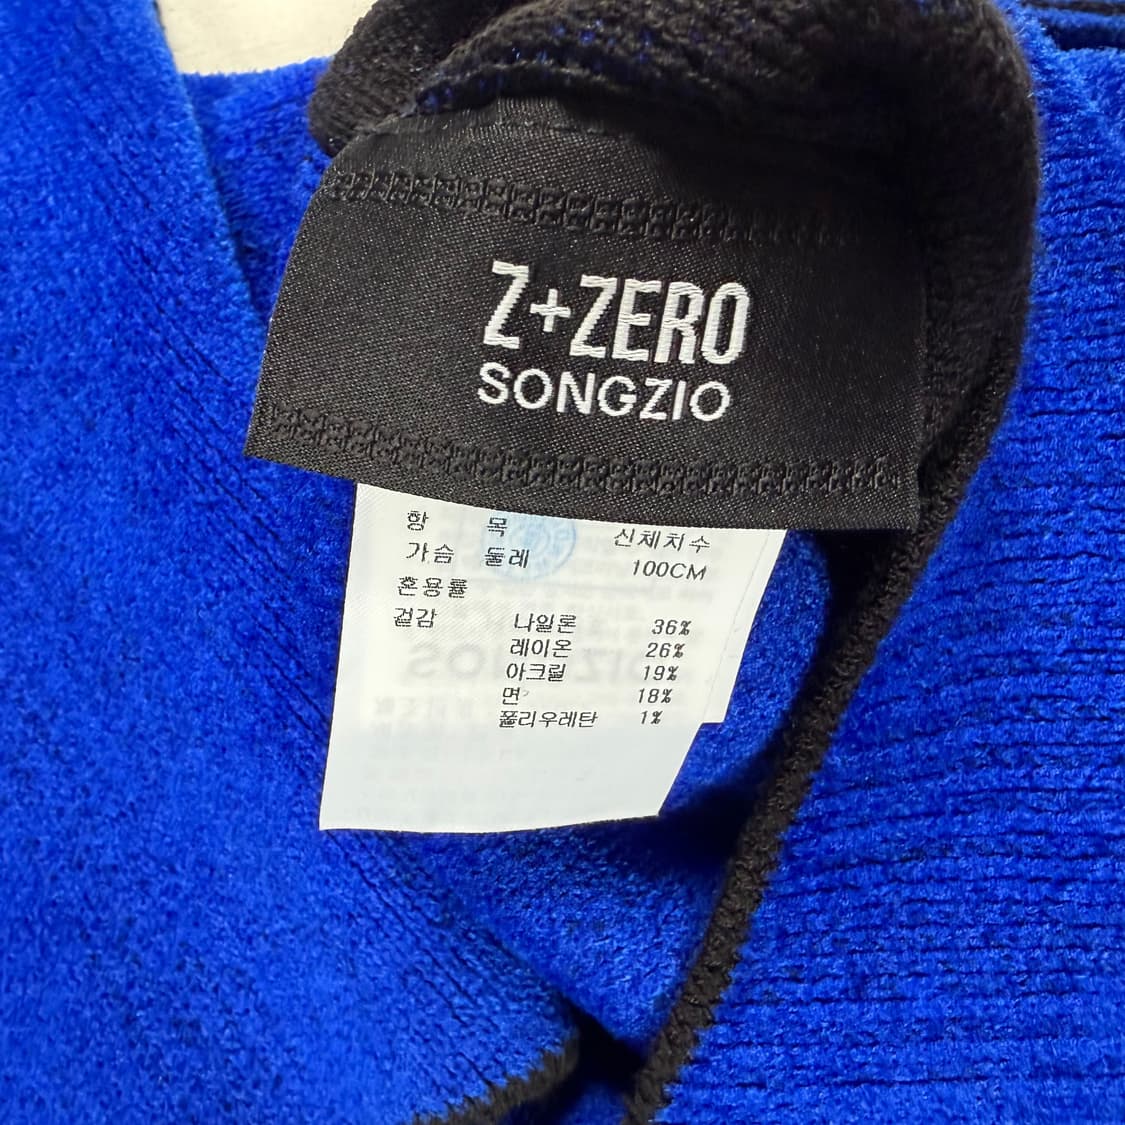 Z+ZERO
SONGZIO
항 목 신체치수
가슴 둘레 100CM
혼용률
겉감 나일론 36%
레이온 26%
아크릴 19%
면 18%
폴리우레탄 1%